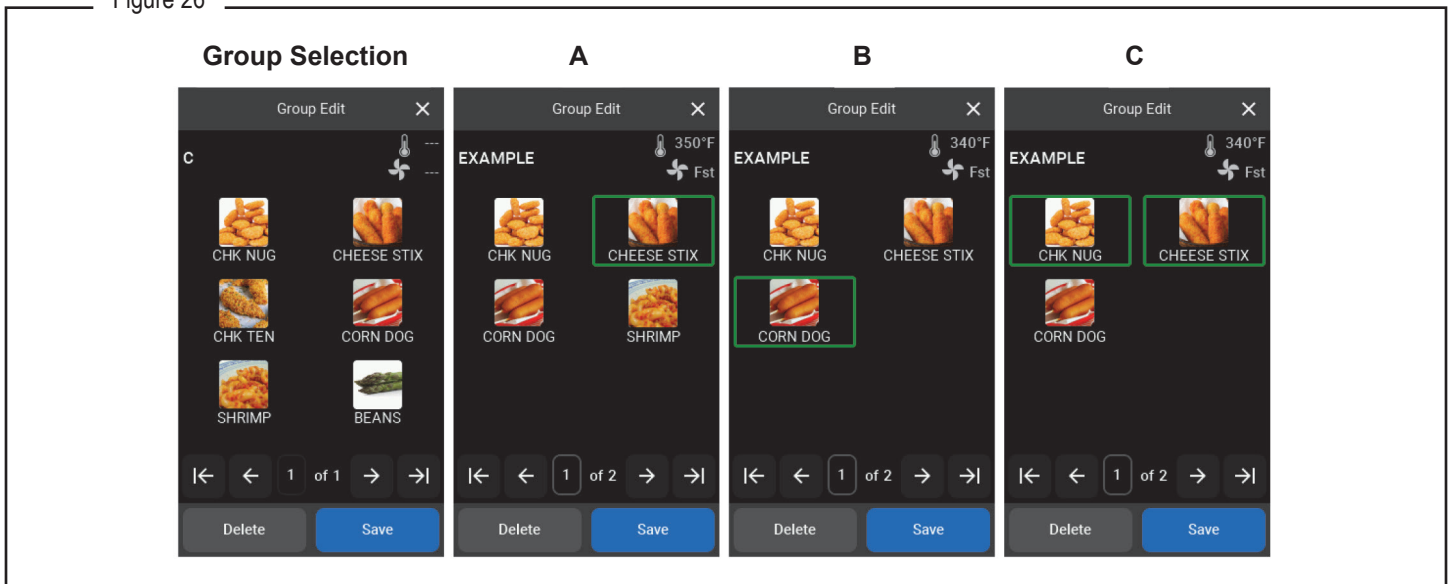 Figure 26
Group Selection
A
B
C
Group Edit
C
---
---
CHK NUG
CHEESE STIX
CHK TEN
CORN DOG
SHRIMP
BEANS
1 of 1
Delete
Save
Group Edit
EXAMPLE
350°F
Fst
CHK NUG
CHEESE STIX
CORN DOG
SHRIMP
1 of 2
Delete
Save
Group Edit
EXAMPLE
340°F
Fst
CHK NUG
CHEESE STIX
CORN DOG
1 of 2
Delete
Save
Group Edit
EXAMPLE
340°F
Fst
CHK NUG
CHEESE STIX
CORN DOG
1 of 2
Delete
Save